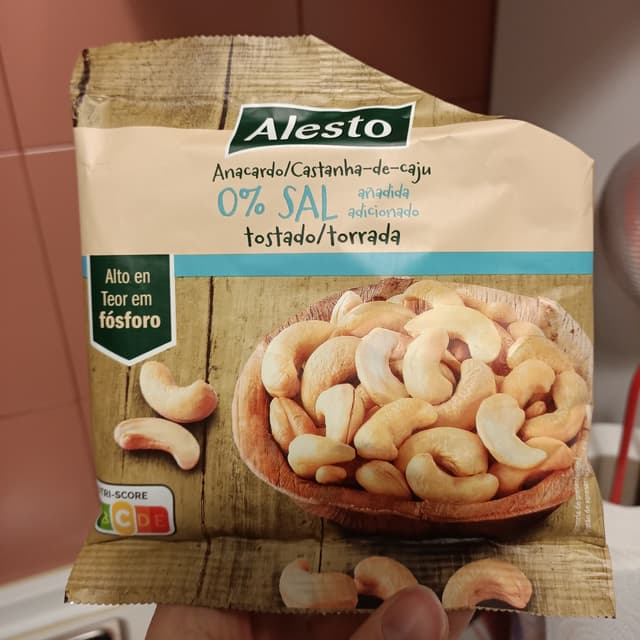 Alesto
Anacardo/Castanha-de-caju
0% SAL añadida
adicionado
tostado/torrada
Alto en
Teor em
fósforo
TRI-SCORE
C D E